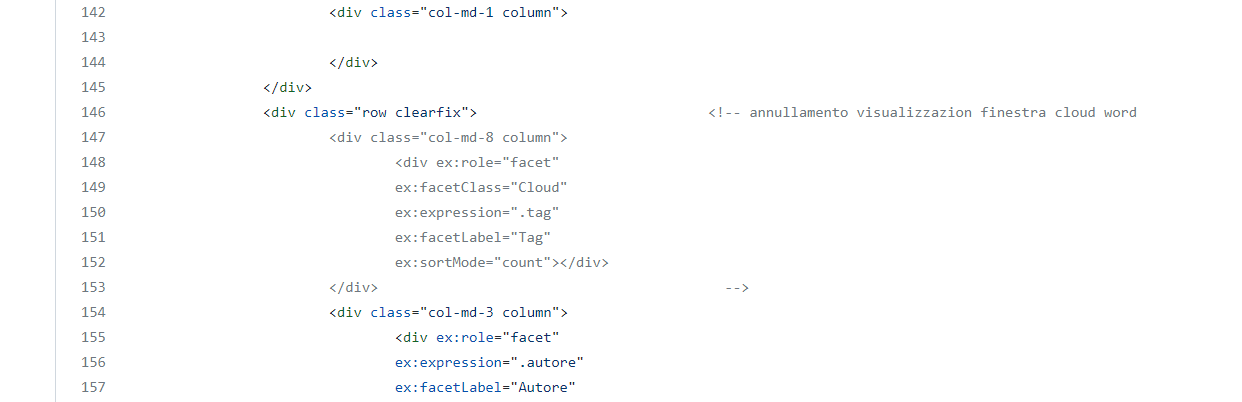 142 <div class="col-md-1 column">
143
144 </div>
145 </div>
146 <div class="row clearfix"> <!-- annullamento visualizzazion finestra cloud word
147 <div class="col-md-8 column">
148 <div ex:role="facet"
149 ex:facetClass="Cloud"
150 ex:expression=".tag"
151 ex:facetLabel="Tag"
152 ex:sortMode="count"></div>
153 </div> -->
154 <div class="col-md-3 column">
155 <div ex:role="facet"
156 ex:expression=".autore"
157 ex:facetLabel="Autore"